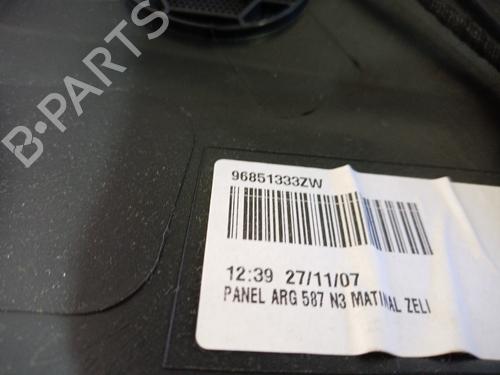 B-PARTS
96851333ZW
12:39 27/11/07
PANEL ARG 587 N3 MATINAL ZELI